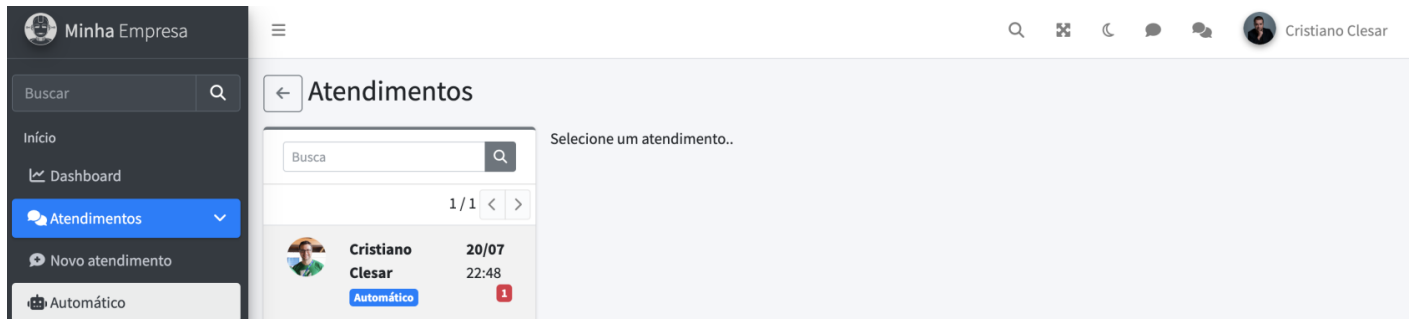 Minha Empresa
Cristiano Clesar
Buscar
Início
Dashboard
Atendimentos
Novo atendimento
Automático
Atendimentos
Busca
1 / 1
Cristiano Clesar
20/07
22:48
Automático
1
Selecione um atendimento..